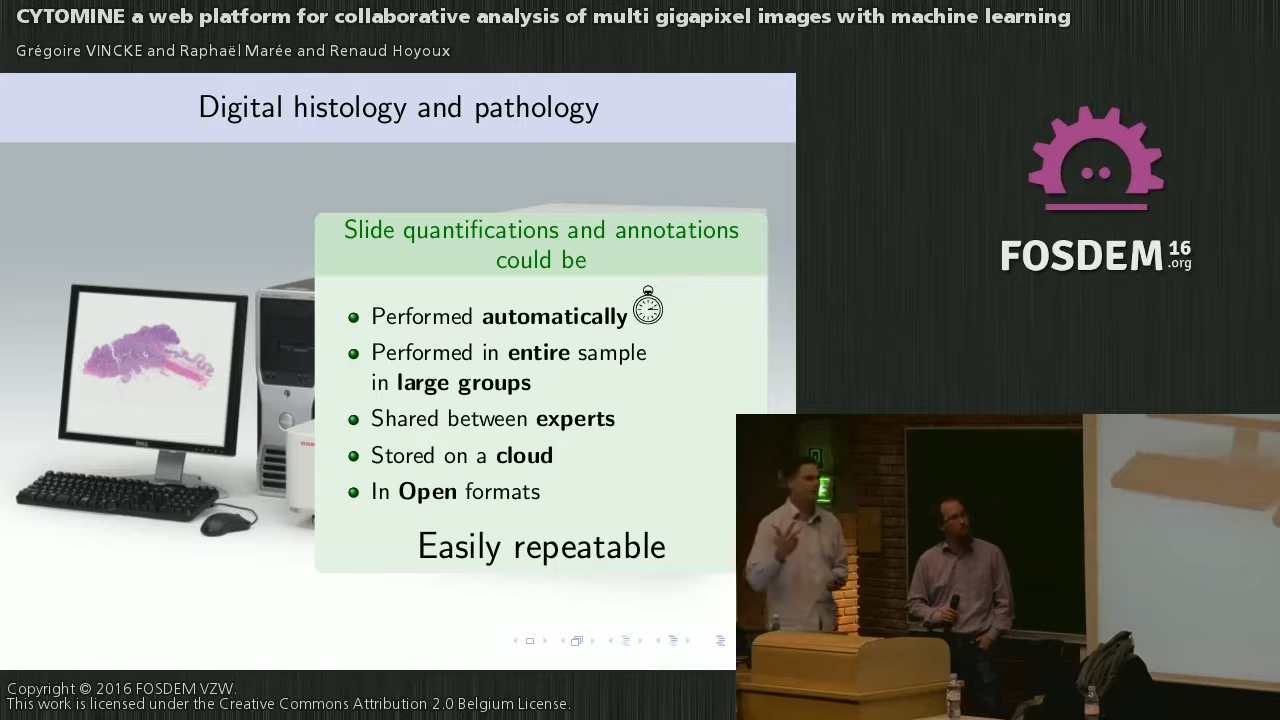 CYTOMINE a web platform for collaborative analysis of multi gigapixel images with machine learning
Grégoire VINCKE and Raphaël Marée and Renaud Hoyoux
Digital histology and pathology
Slide quantifications and annotations
could be
Performed automatically
Performed in entire sample
in large groups
Shared between experts
Stored on a cloud
In Open formats
Easily repeatable
FOSDEM 16
.org
DELL
Copyright © 2016 FOSDEM VZW.
This work is licensed under the Creative Commons Attribution 2.0 Belgium License.